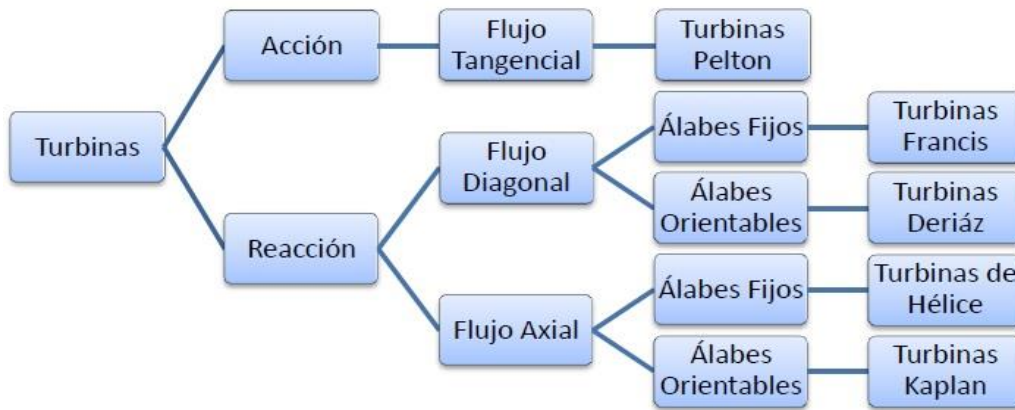 Turbinas
Acción
Flujo
Tangencial
Turbinas
Pelton
Reacción
Flujo
Diagonal
Álabes Fijos
Turbinas
Francis
Álabes
Orientables
Turbinas
Deriáz
Flujo Axial
Álabes Fijos
Turbinas de
Hélice
Álabes
Orientables
Turbinas
Kaplan